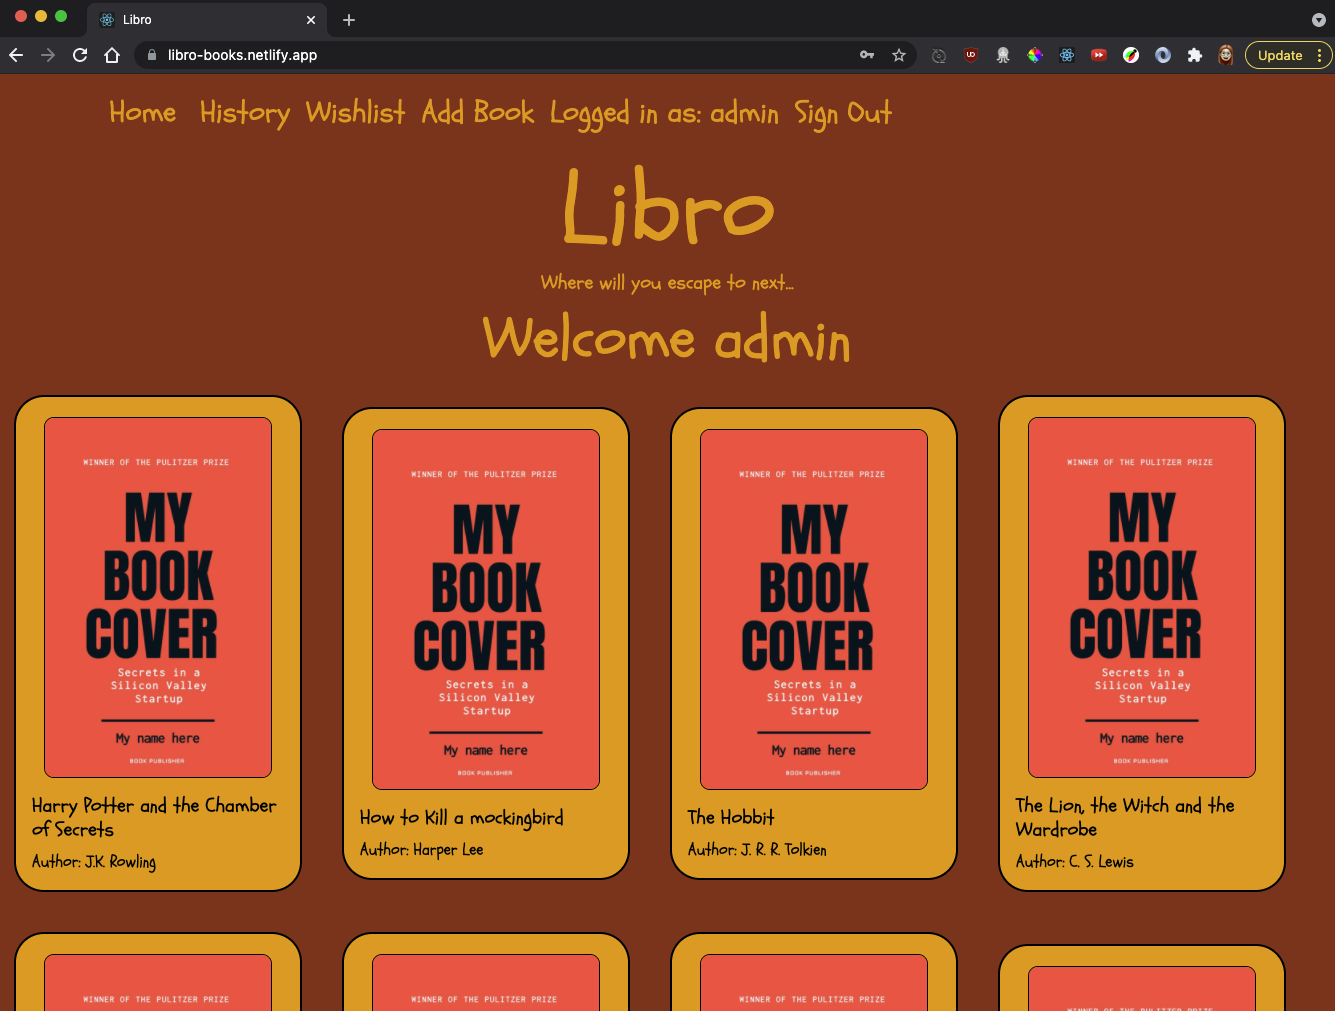 Libro
libro-books.netlify.app
Update
Home History Wishlist Add Book Logged in as: admin Sign Out
Libro
Where will you escape to next...
Welcome admin
WINNER OF THE PULITZER PRIZE
MY
BOOK
COVER
Secrets in a
Silicon Valley
Startup
My name here
BOOK PUBLISHER
Harry Potter and the Chamber
of Secrets
Author: J.K. Rowling
WINNER OF THE PULITZER PRIZE
MY
BOOK
COVER
Secrets in a
Silicon Valley
Startup
My name here
BOOK PUBLISHER
How to Kill a mockingbird
Author: Harper Lee
WINNER OF THE PULITZER PRIZE
MY
BOOK
COVER
Secrets in a
Silicon Valley
Startup
My name here
BOOK PUBLISHER
The Hobbit
Author: J. R. R. Tolkien
WINNER OF THE PULITZER PRIZE
MY
BOOK
COVER
Secrets in a
Silicon Valley
Startup
My name here
BOOK PUBLISHER
The Lion, the Witch and the
Wardrobe
Author: C. S. Lewis
WINNER OF THE PULITZER PRIZE
WINNER OF THE PULITZER PRIZE
WINNER OF THE PULITZER PRIZE